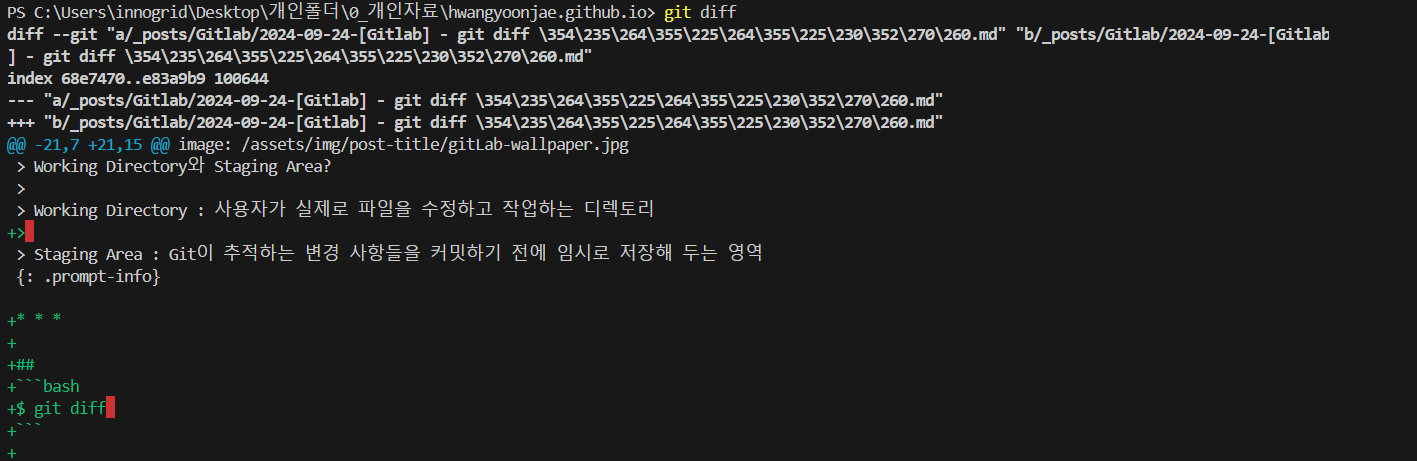 PS C:\Users\innogrid\Desktop\개인폴더\0_개인자료\hwangyoonjae.github.io> git diff
diff --git "a/_posts/Gitlab/2024-09-24-[Gitlab] - git diff \354\235\264\355\225\264\355\225\230\352\270\260.md" "b/_posts/Gitlab/2024-09-24-[Gitlab
] - git diff \354\235\264\355\225\264\355\225\230\352\270\260.md"
index 68e7470..e83a9b9 100644
--- "a/_posts/Gitlab/2024-09-24-[Gitlab] - git diff \354\235\264\355\225\264\355\225\230\352\270\260.md"
+++ "b/_posts/Gitlab/2024-09-24-[Gitlab] - git diff \354\235\264\355\225\264\355\225\230\352\270\260.md"
@@ -21,7 +21,15 @@ image: /assets/img/post-title/gitLab-wallpaper.jpg
 > Working Directory와 Staging Area?
 >
 > Working Directory : 사용자가 실제로 파일을 수정하고 작업하는 디렉토리
+>
 > Staging Area : Git이 추적하는 변경 사항들을 커밋하기 전에 임시로 저장해 두는 영역
 {: .prompt-info}

+* * *
+
+##
+```bash
+$ git diff
+```
+